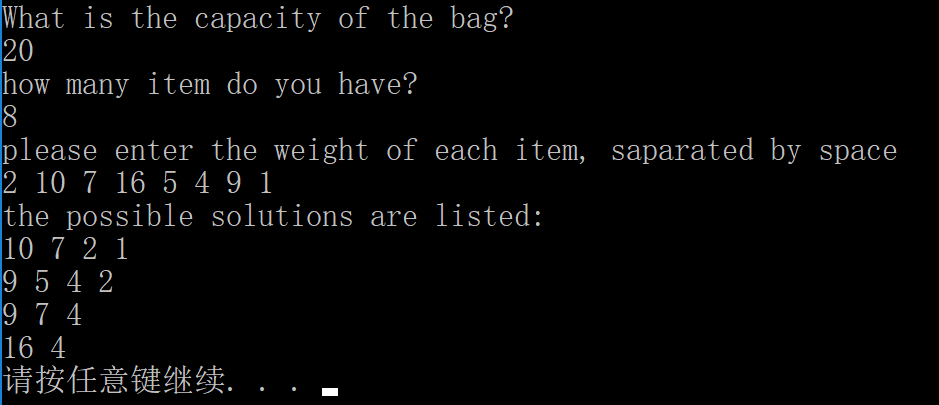 What is the capacity of the bag?
20
how many item do you have?
8
please enter the weight of each item, saparated by space
2 10 7 16 5 4 9 1
the possible solutions are listed:
10 7 2 1
9 5 4 2
9 7 4
16 4
请按任意键继续. . .